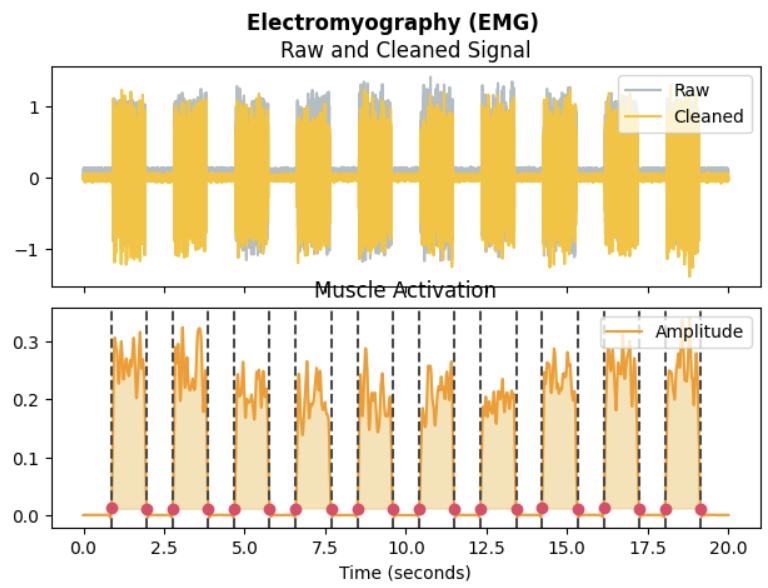 Electromyography (EMG)
Raw and Cleaned Signal
Raw
Cleaned
1
0
−1
Muscle Activation
Amplitude
0.3
0.2
0.1
0.0
0.0 2.5 5.0 7.5 10.0 12.5 15.0 17.5 20.0
Time (seconds)